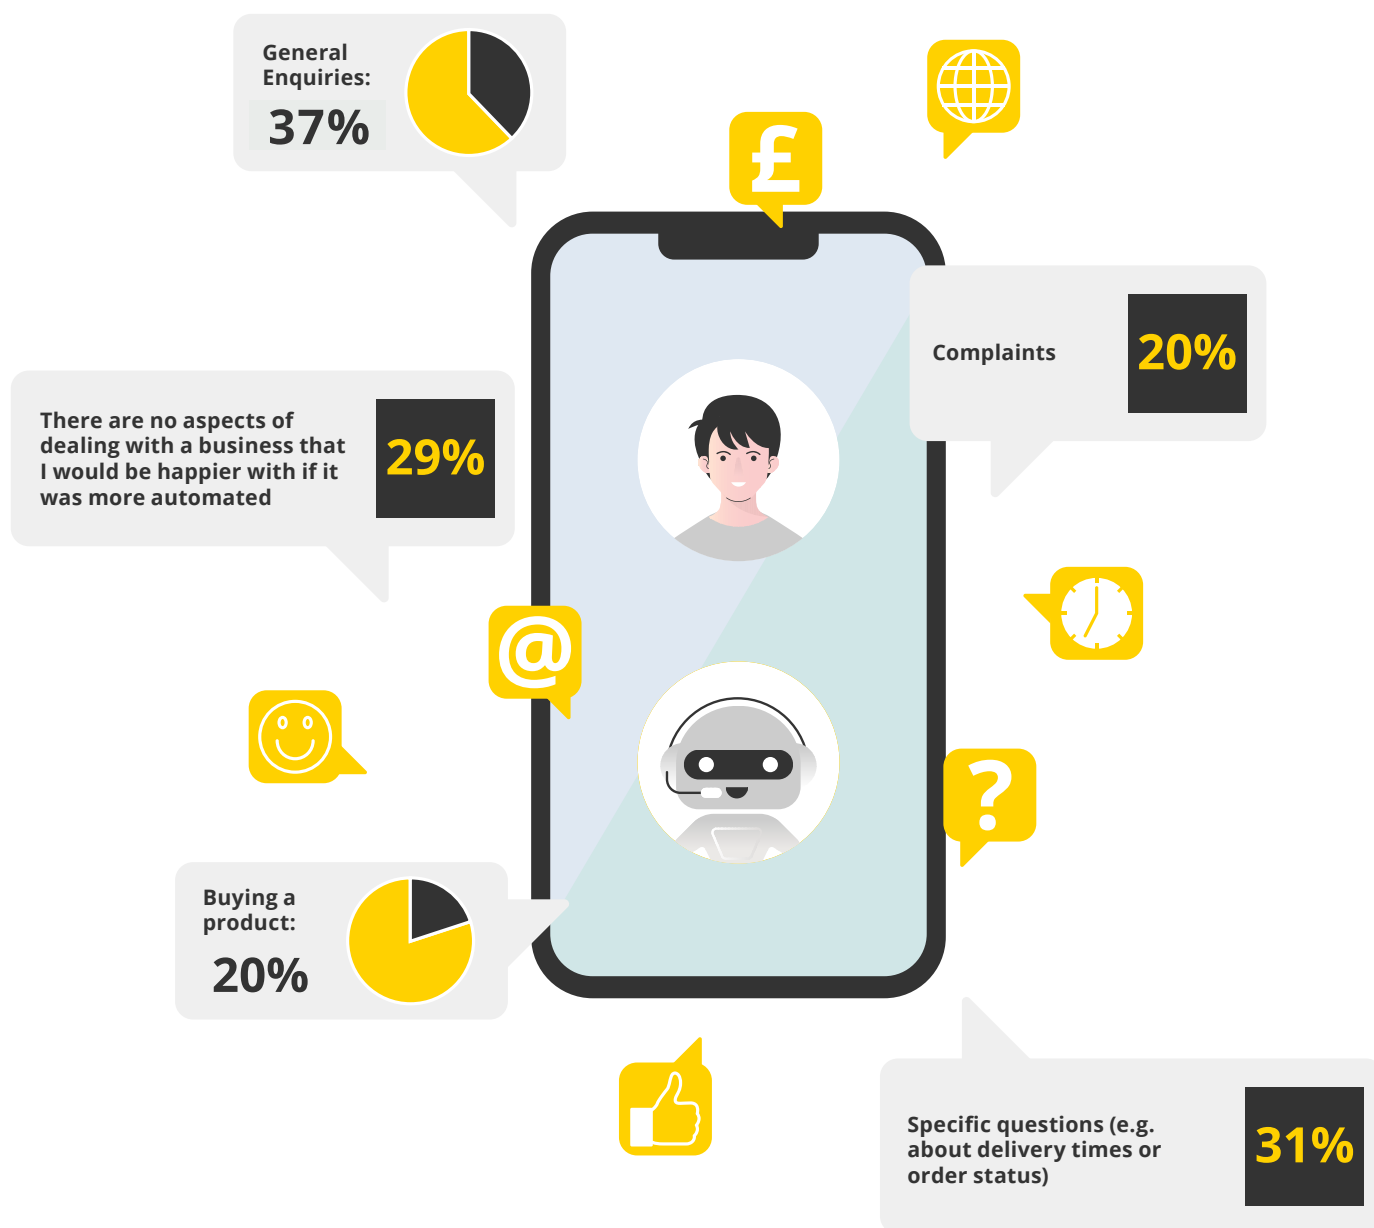 General
Enquiries:
37%
£
Complaints
20%
There are no aspects of
dealing with a business that
I would be happier with if it
was more automated
29%
@
?
Buying a
product:
20%
Specific questions (e.g.
about delivery times or
order status)
31%